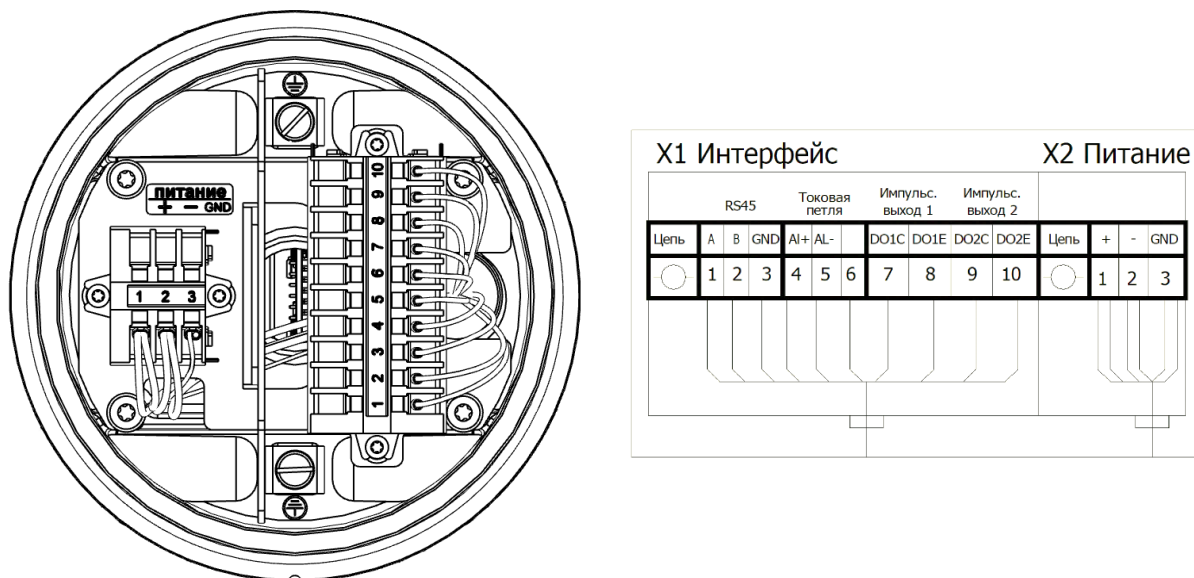 питание
+ − GND
1 2 3
10
9
8
7
6
5
4
3
2
1
X1 Интерфейс
X2 Питание
RS45
Токовая
петля
Импульс.
выход 1
Импульс.
выход 2
Цепь A B GND AI+ AL- DO1C DO1E DO2C DO2E Цепь + - GND
1 2 3 4 5 6 7 8 9 10 1 2 3